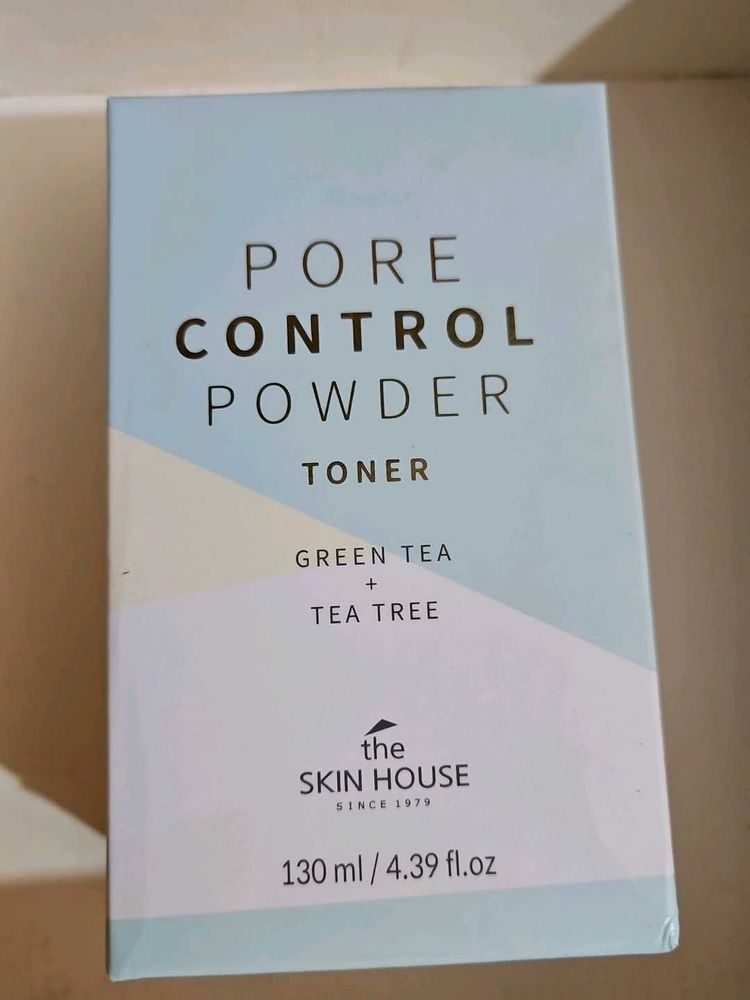 PORE
CONTROL
POWDER
TONER
GREEN TEA
+
TEA TREE
the
SKIN HOUSE
SINCE 1979
130 ml / 4.39 fl.oz